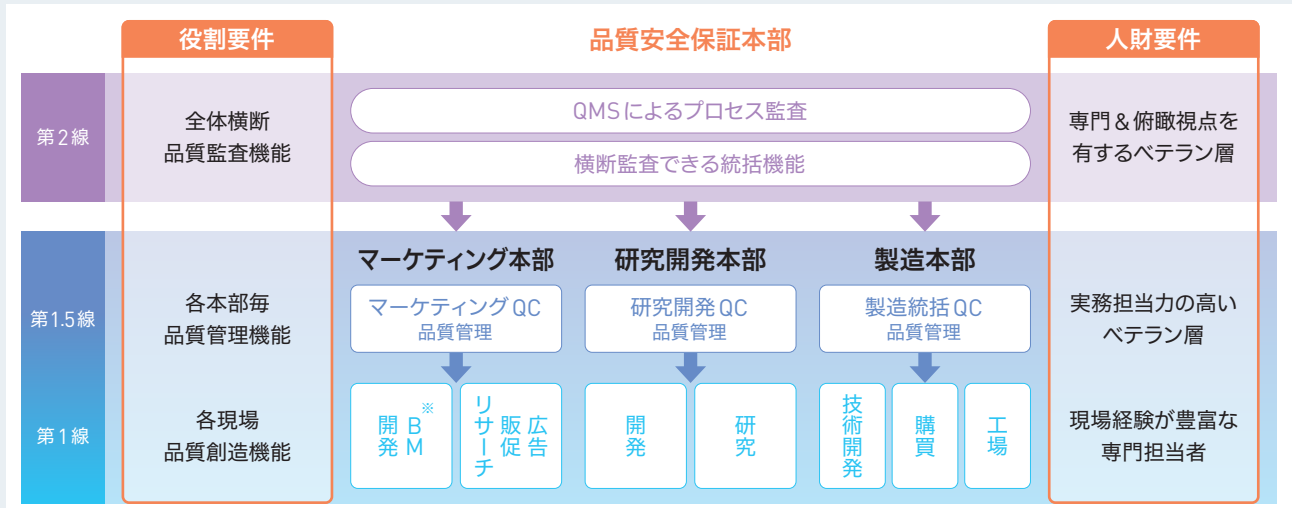 役割要件
品質安全保証本部
人財要件
第2線
全体横断
品質監査機能
QMSによるプロセス監査
横断監査できる統括機能
専門＆俯瞰視点を
有するベテラン層
マーケティング本部
研究開発本部
製造本部
第1.5線
各本部毎
品質管理機能
マーケティングQC
品質管理
研究開発QC
品質管理
製造統括QC
品質管理
実務担当力の高い
ベテラン層
第1線
各現場
品質創造機能
BM※
開発
広告
販促
リサーチ
開発
研究
技術開発
購買
工場
現場経験が豊富な
専門担当者